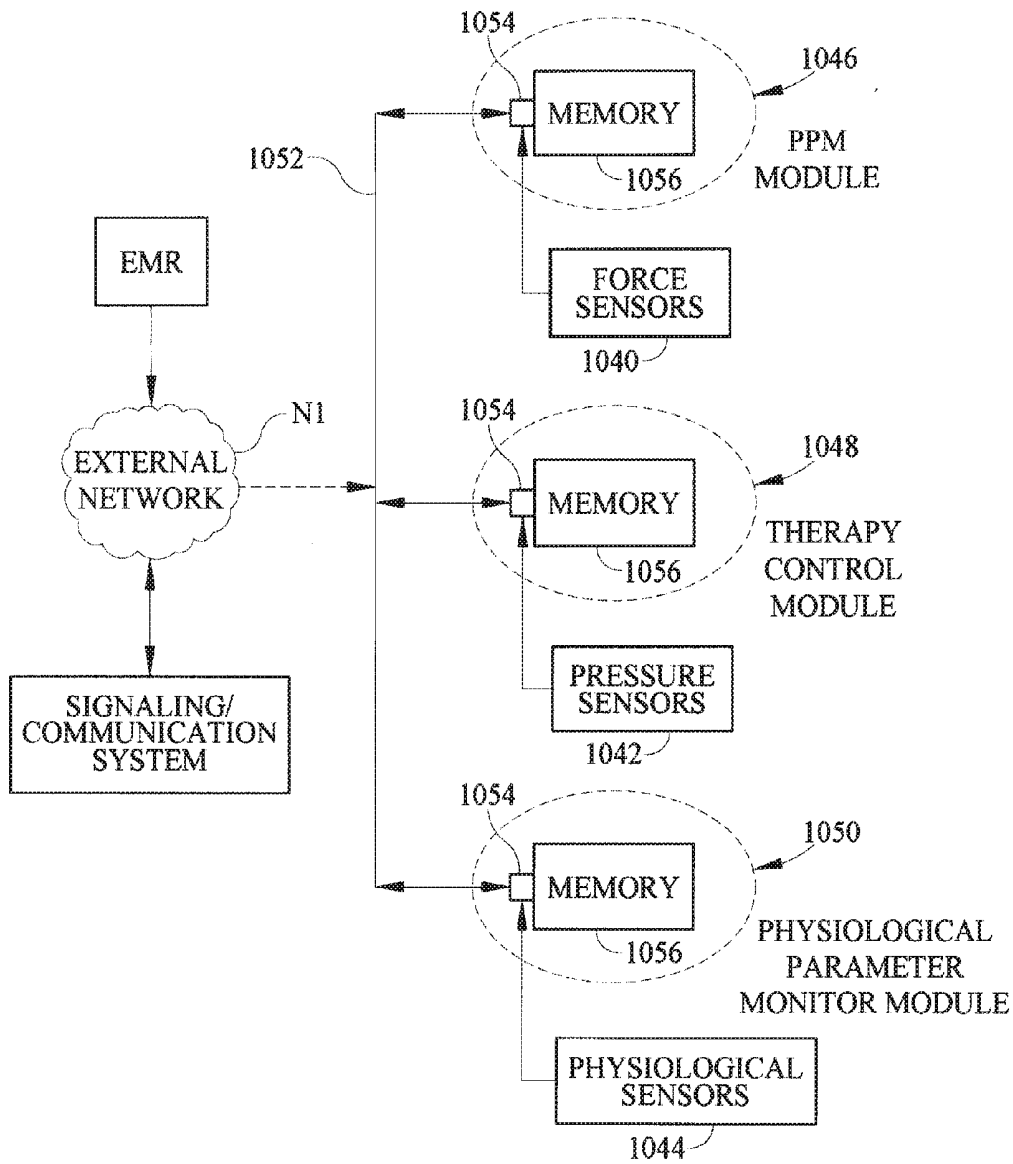 1054
1046
MEMORY
PPM
MODULE
1056
1052
EMR
FORCE
SENSORS
1040
N1
1054
1048
EXTERNAL
NETWORK
MEMORY
THERAPY
CONTROL
MODULE
1056
SIGNALING/
COMMUNICATION
SYSTEM
PRESSURE
SENSORS
1042
1054
1050
MEMORY
1056
PHYSIOLOGICAL
PARAMETER
MONITOR MODULE
PHYSIOLOGICAL
SENSORS
1044